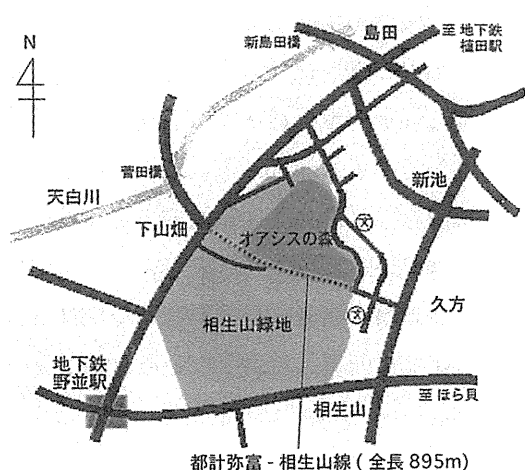 N
島田
至 地下鉄
植田駅
新島田橋
菅田橋
天白川
新池
下山畑
オアシスの森
文
久方
文
相生山緑地
地下鉄
野並駅
相生山
至 ほら貝
都計弥富 - 相生山線 ( 全長 895m)